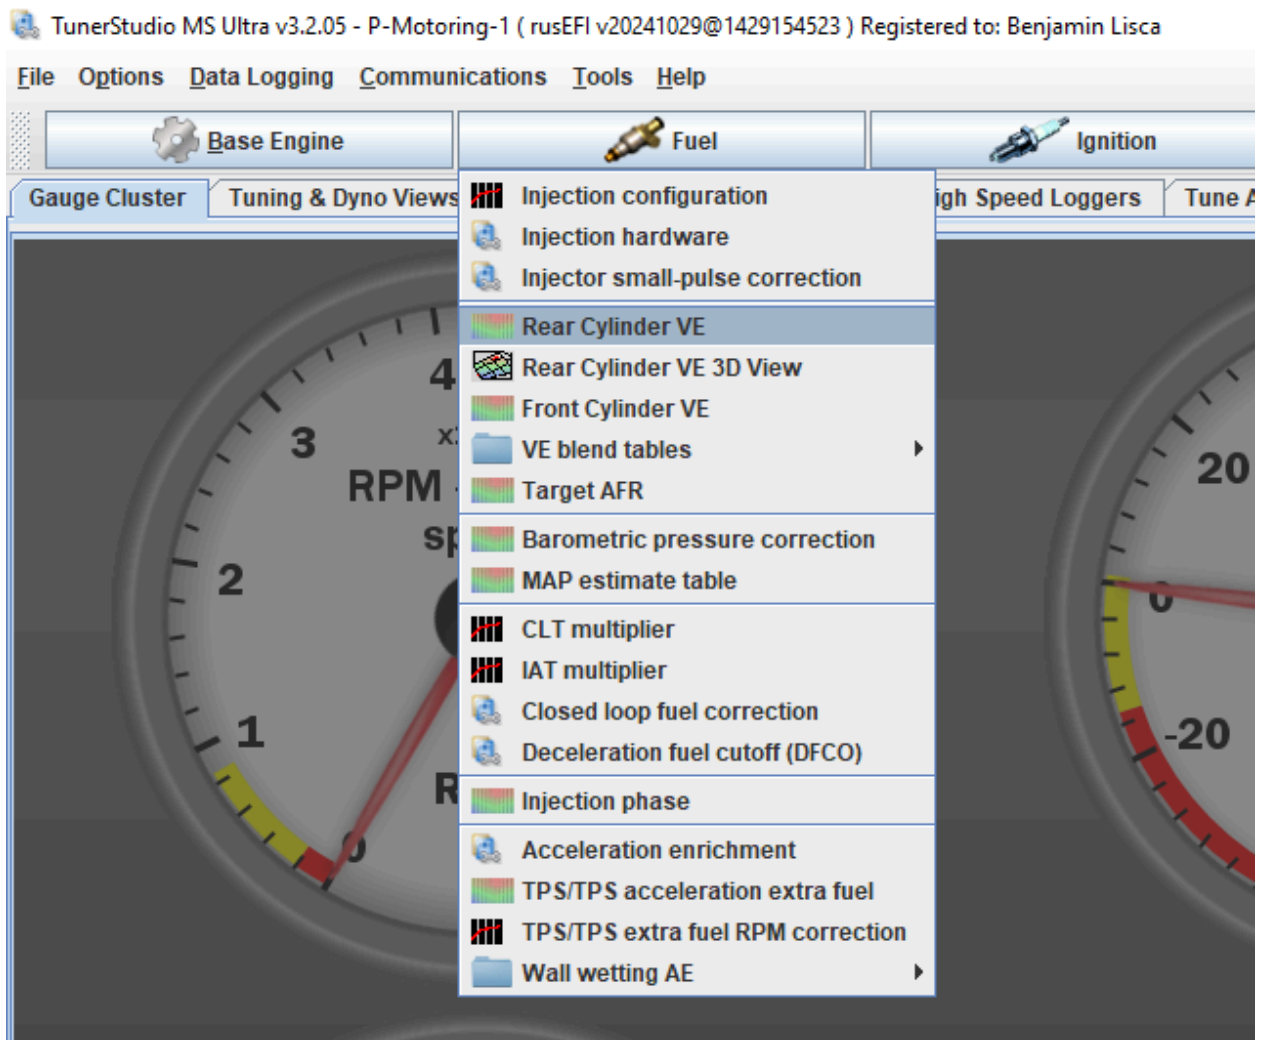 TunerStudio MS Ultra v3.2.05 - P-Motoring-1 ( rusEFI v20241029@1429154523 ) Registered to: Benjamin Lisca
File Options Data Logging Communications Tools Help
Base Engine Fuel Ignition
Gauge Cluster Tuning & Dyno Views igh Speed Loggers Tune A
Injection configuration
Injection hardware
Injector small-pulse correction
Rear Cylinder VE
Rear Cylinder VE 3D View
Front Cylinder VE
VE blend tables
Target AFR
Barometric pressure correction
MAP estimate table
CLT multiplier
IAT multiplier
Closed loop fuel correction
Deceleration fuel cutoff (DFCO)
Injection phase
Acceleration enrichment
TPS/TPS acceleration extra fuel
TPS/TPS extra fuel RPM correction
Wall wetting AE
4
3
RPM -
2
1
0
20
0
-20